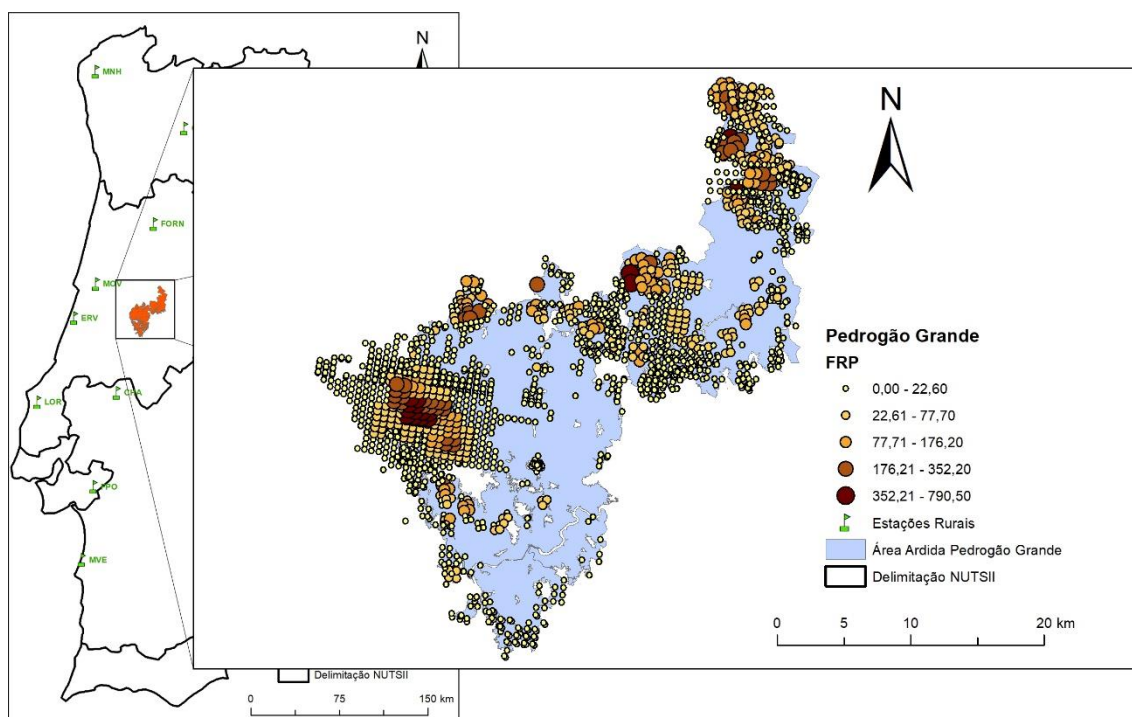 MNH
FORN
MOV
ERV
CHA
LOR
MVE
Delimitação NUTSII
0 75 150 km
N
Pedrogão Grande
FRP
0,00 - 22,60
22,61 - 77,70
77,71 - 176,20
176,21 - 352,20
352,21 - 790,50
Estações Rurais
Área Ardida Pedrogão Grande
Delimitação NUTSII
0 5 10 20 km